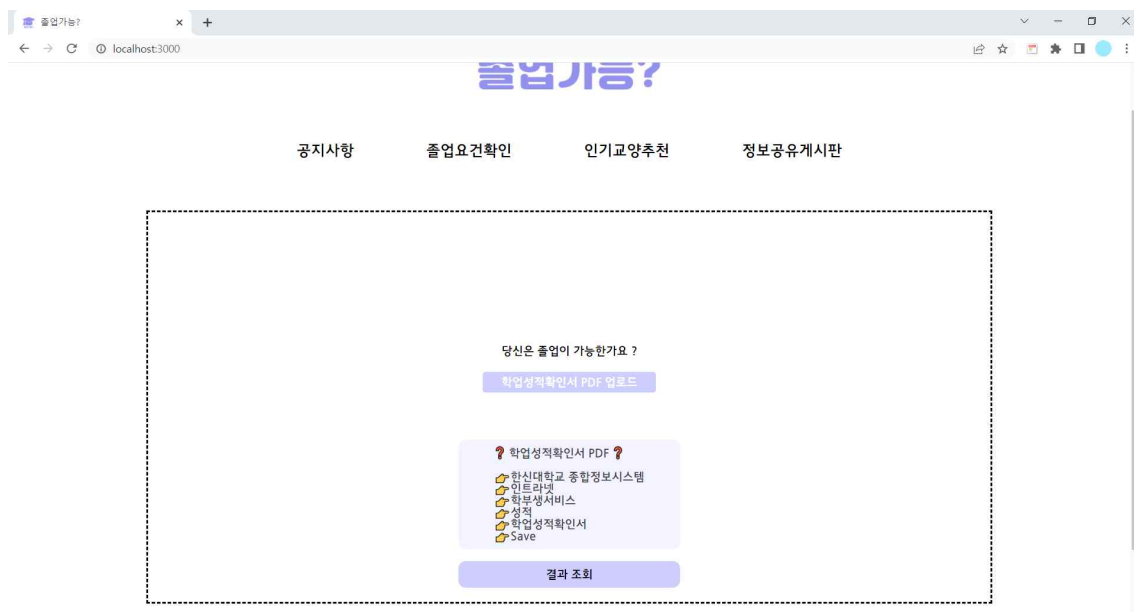 졸업가능?
localhost:3000
졸업가능?
공지사항 졸업요건확인 인기교양추천 정보공유게시판
당신은 졸업이 가능한가요 ?
학업성적확인서 PDF 업로드
❓ 학업성적확인서 PDF ❓
👉한신대학교 종합정보시스템
👉인트라넷
👉학부생서비스
👉성적
👉학업성적확인서
👉Save
결과 조회